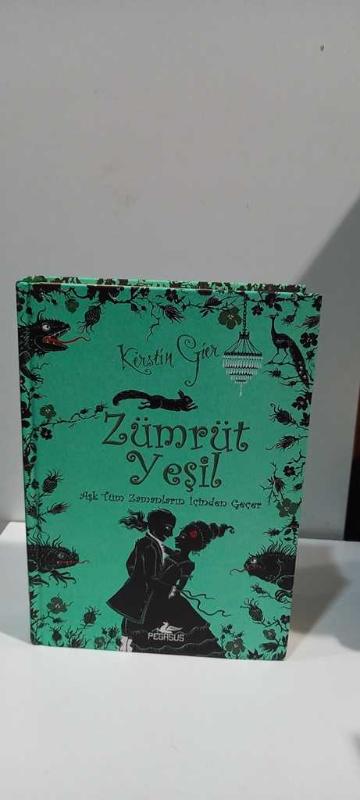 Kerstin Gier
Zümrüt
Yeşil
Aşk Tüm Zamanların İçinden Geçer
PEGASUS